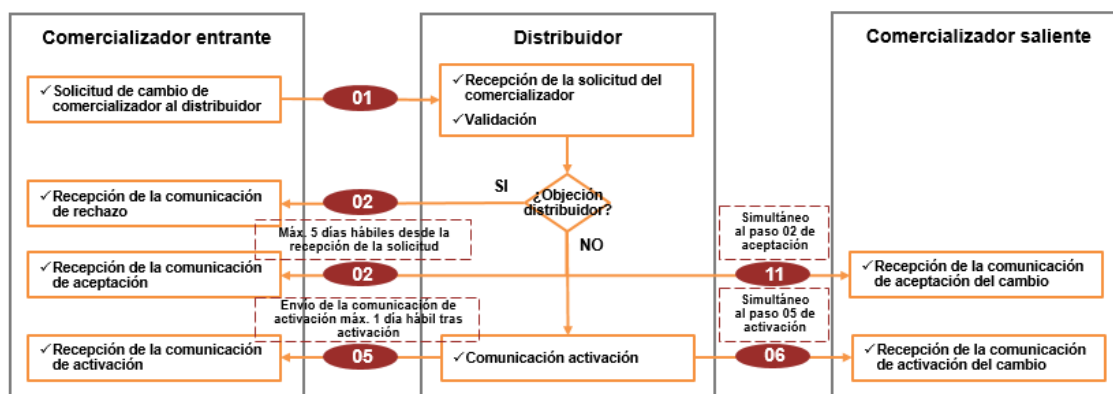 Comercializador entrante
Distribuidor
Comercializador saliente
✓Solicitud de cambio de
comercializador al distribuidor
01
✓Recepción de la solicitud del
comercializador
✓Validación
✓Recepción de la comunicación
de rechazo
02
SI
¿Objeción
distribuidor?
Máx. 5 días hábiles desde la
recepción de la solicitud
NO
Simultáneo
al paso 02 de
aceptación
✓Recepción de la comunicación
de aceptación
02
11
✓Recepción de la comunicación
de aceptación del cambio
Envío de la comunicación de
activación máx. 1 día hábil tras
activación
Simultáneo
al paso 05 de
activación
✓Recepción de la comunicación
de activación
05
✓Comunicación activación
06
✓Recepción de la comunicación
de activación del cambio